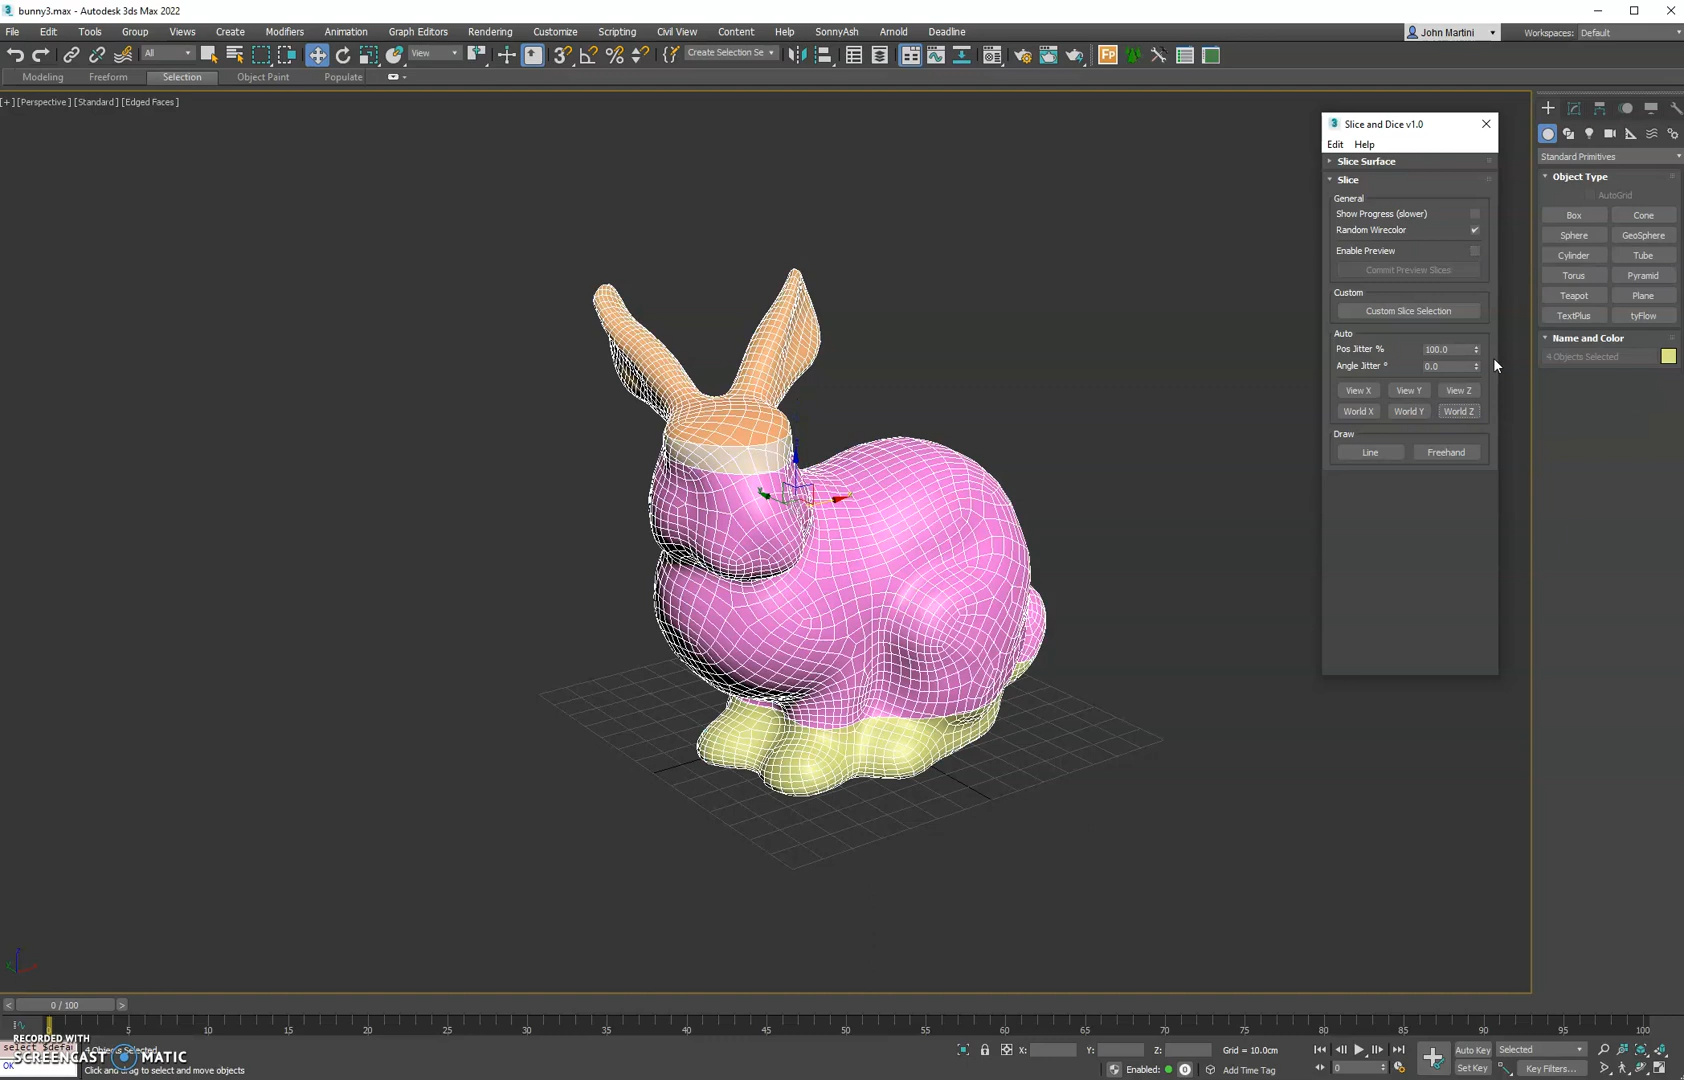 bunny3.max - Autodesk 3ds Max 2022
File Edit Tools Group Views Create Modifiers Animation Graph Editors Rendering Customize Scripting Civil View Content Help SonnyAsh Arnold Deadline
John Martini
Workspaces: Default
All
View
Create Selection Se
Modeling Freeform Selection Object Paint Populate
[+] [Perspective ] [Standard ] [Edged Faces ]
Slice and Dice v1.0
Edit Help
Slice Surface
Slice
General
Show Progress (slower)
Random Wirecolor
Enable Preview
Commit Preview Slices
Custom
Custom Slice Selection
Auto
Pos Jitter % 100.0
Angle Jitter ° 0.0
View X View Y View Z
World X World Y World Z
Draw
Line Freehand
Standard Primitives
Object Type
AutoGrid
Box Cone
Sphere GeoSphere
Cylinder Tube
Torus Pyramid
Teapot Plane
TextPlus tyFlow
Name and Color
4 Objects Selected
< 0 / 100 >
0 5 10 15 20 25 30 35 40 45 50 55 60 65 70 75 80 85 90 95 100
RECORDED WITH
SCREENCAST MATIC
select $defau
OK
4 Objects Selected
Click and drag to select and move objects
X: Y: Z: Grid = 10.0cm
Enabled: 0 Add Time Tag
0
Auto Key Selected
Set Key Key Filters...